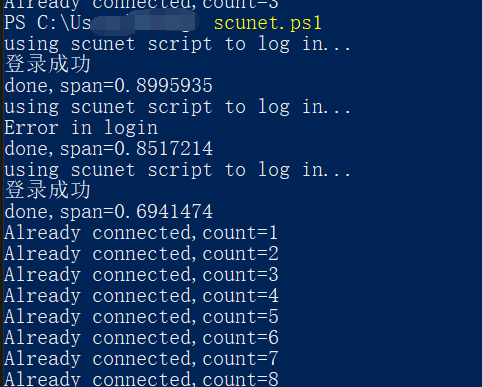 Already connected,count=3
PS C:\Us scunet.ps1
using scunet script to log in...
登录成功
done,span=0.8995935
using scunet script to log in...
Error in login
done,span=0.8517214
using scunet script to log in...
登录成功
done,span=0.6941474
Already connected,count=1
Already connected,count=2
Already connected,count=3
Already connected,count=4
Already connected,count=5
Already connected,count=6
Already connected,count=7
Already connected,count=8